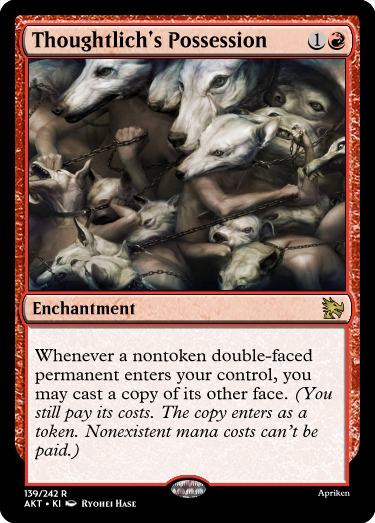 Thoughtlich's Possession 1
Enchantment
Whenever a nontoken double-faced
permanent enters your control, you
may cast a copy of its other face. (You
still pay its costs. The copy enters as a
token. Nonexistent mana costs can't be
paid.)
139/242 R
AKT • KI Ryohei Hase
Apriken